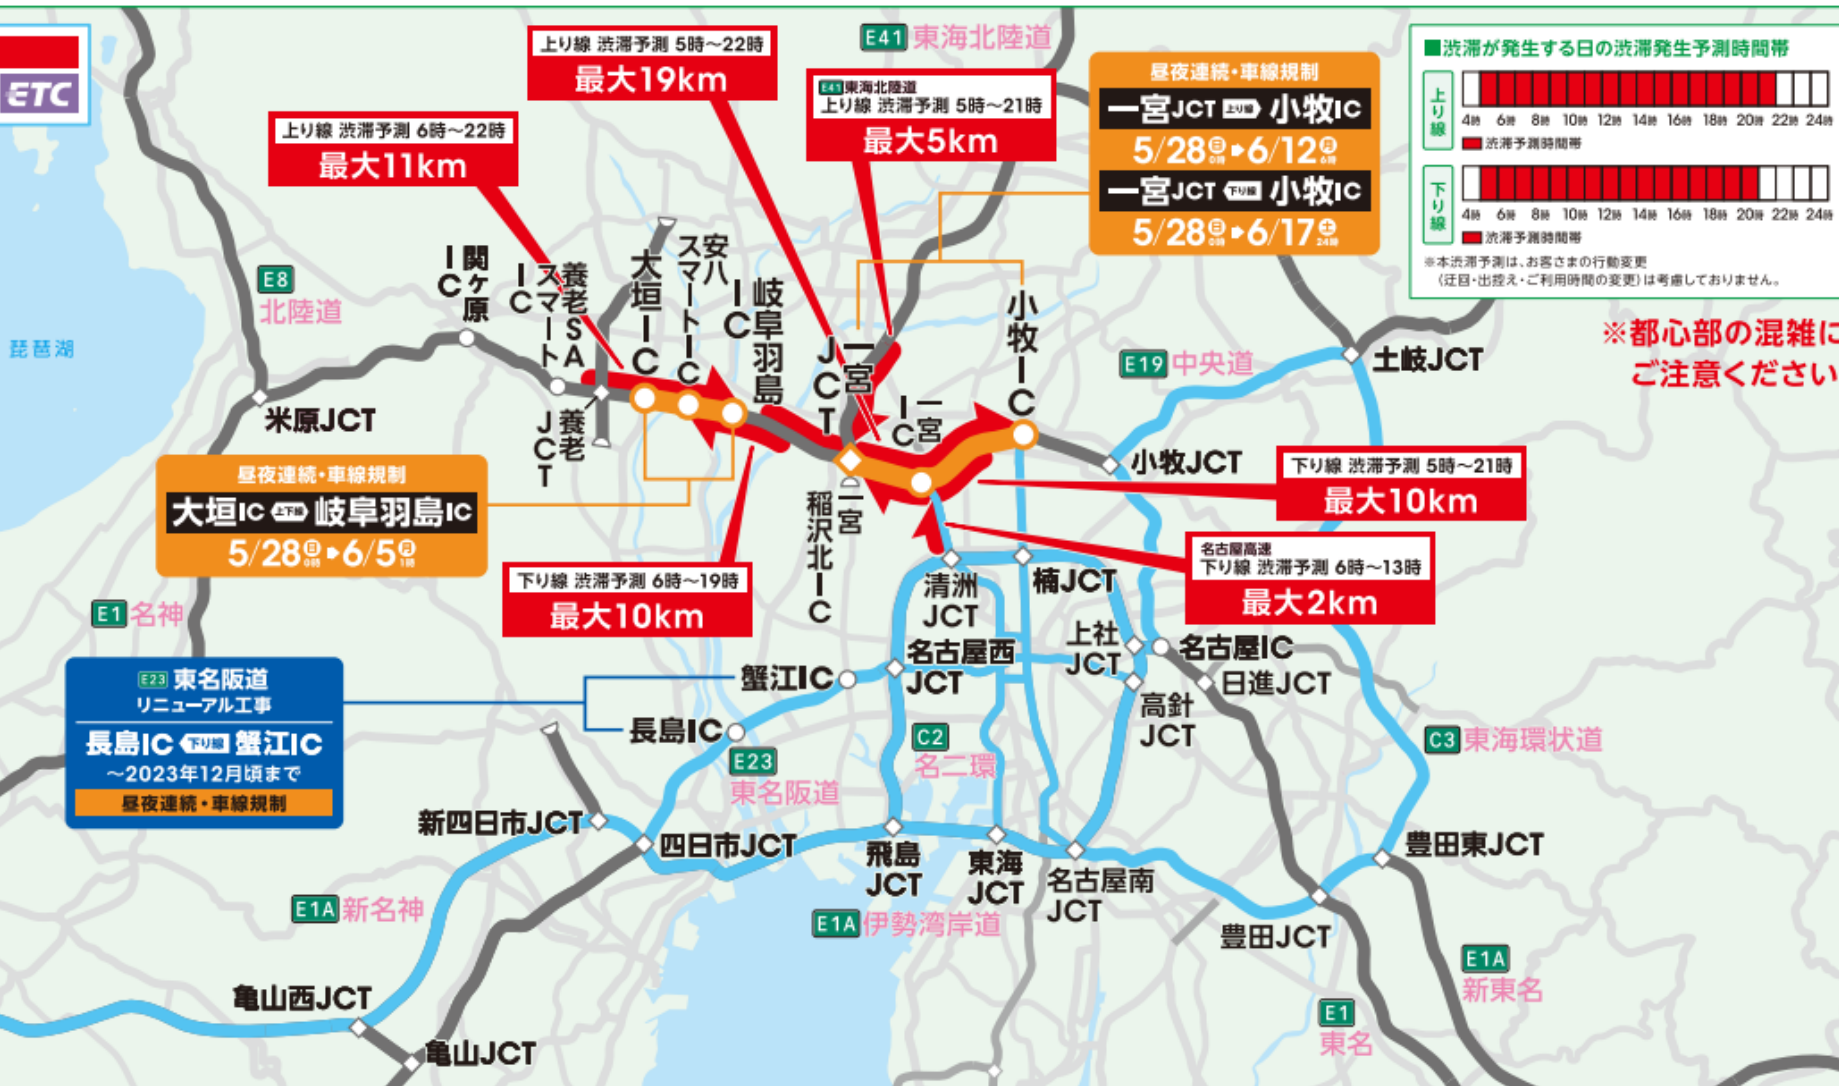 ETC
上り線 渋滞予測 5時~22時
最大19km
E41 東海北陸道
E41 東海北陸道
上り線 渋滞予測 5時~21時
最大5km
上り線 渋滞予測 6時~22時
最大11km
昼夜連続・車線規制
一宮JCT 上り線 小牧IC
5/28日0時 6/12月6時
一宮JCT 下り線 小牧IC
5/28日0時 6/17土24時
■渋滞が発生する日の渋滞発生予測時間帯
上り線
4時 6時 8時 10時 12時 14時 16時 18時 20時 22時 24時
渋滞予測時間帯
下り線
4時 6時 8時 10時 12時 14時 16時 18時 20時 22時 24時
渋滞予測時間帯
※本渋滞予測は、お客さまの行動変更
(迂回・出控え・ご利用時間の変更)は考慮しておりません。
※都心部の混雑に
ご注意ください
琵琶湖
E8
北陸道
関ヶ原IC
養老SAスマートIC
大垣IC
安八スマートIC
岐阜羽島IC
一宮JCT
一宮IC
小牧IC
E19 中央道
土岐JCT
米原JCT
養老JCT
小牧JCT
昼夜連続・車線規制
大垣IC 上下線 岐阜羽島IC
5/28日0時 6/5月1時
一宮稲沢北IC
下り線 渋滞予測 5時~21時
最大10km
名古屋高速
下り線 渋滞予測 6時~13時
最大2km
下り線 渋滞予測 6時~19時
最大10km
清洲JCT
楠JCT
E1 名神
上社JCT
名古屋IC
名古屋西JCT
蟹江IC
日進JCT
高針JCT
E23 東名阪道
リニューアル工事
長島IC 下り線 蟹江IC
~2023年12月頃まで
昼夜連続・車線規制
長島IC
C2
名二環
C3 東海環状道
E23
東名阪道
新四日市JCT
四日市JCT
飛島JCT
東海JCT
名古屋南JCT
豊田東JCT
E1A 新名神
E1A 伊勢湾岸道
豊田JCT
E1A
新東名
亀山西JCT
E1
東名
亀山JCT